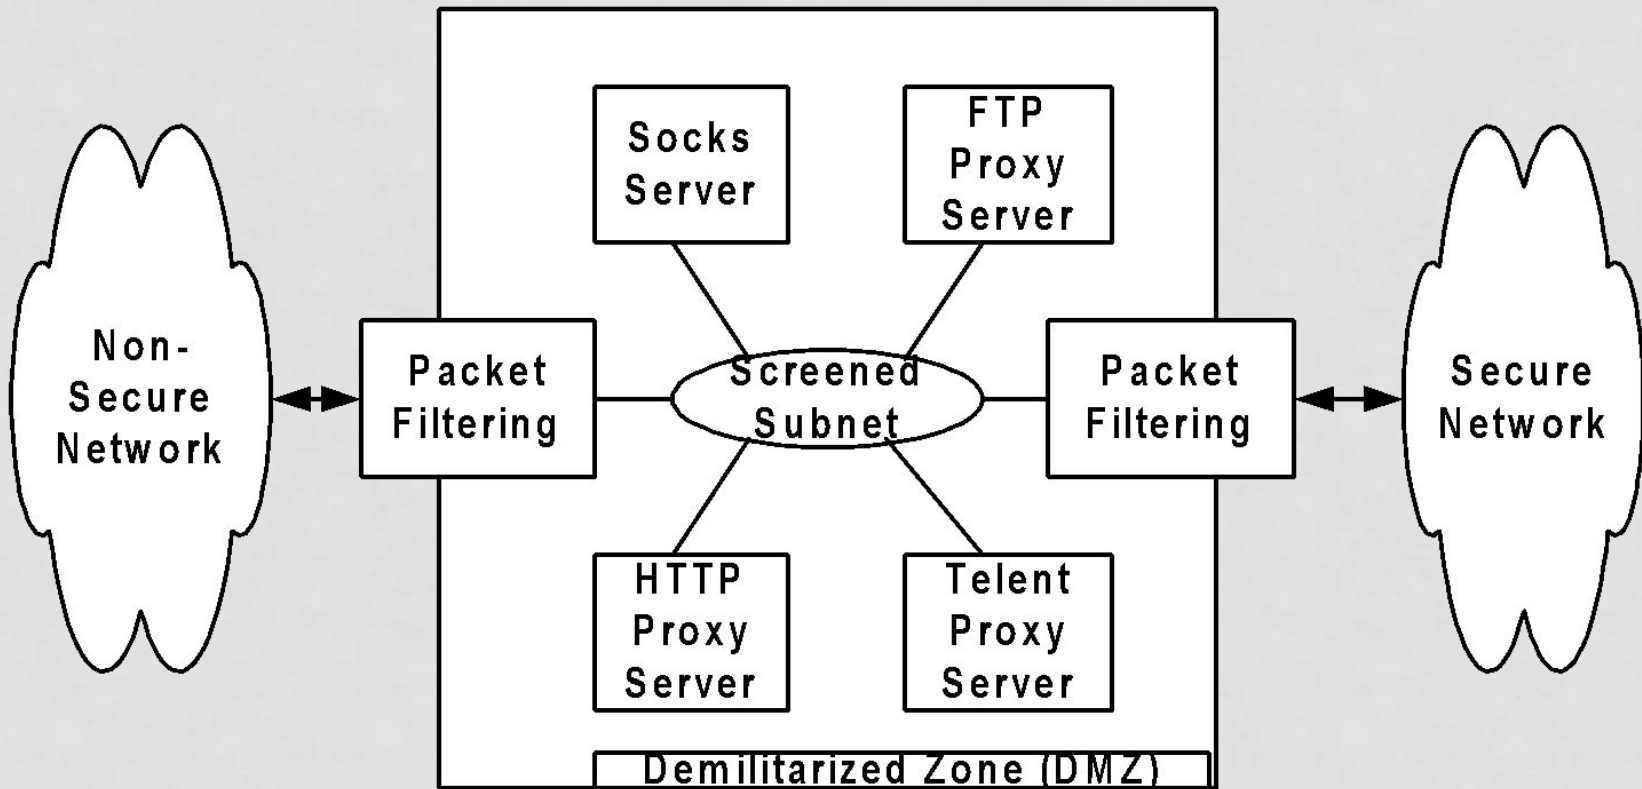 Socks
Server
FTP
Proxy
Server
Non-
Secure
Network
Packet
Filtering
Screened
Subnet
Packet
Filtering
Secure
Network
HTTP
Proxy
Server
Telent
Proxy
Server
Demilitarized Zone (DMZ)